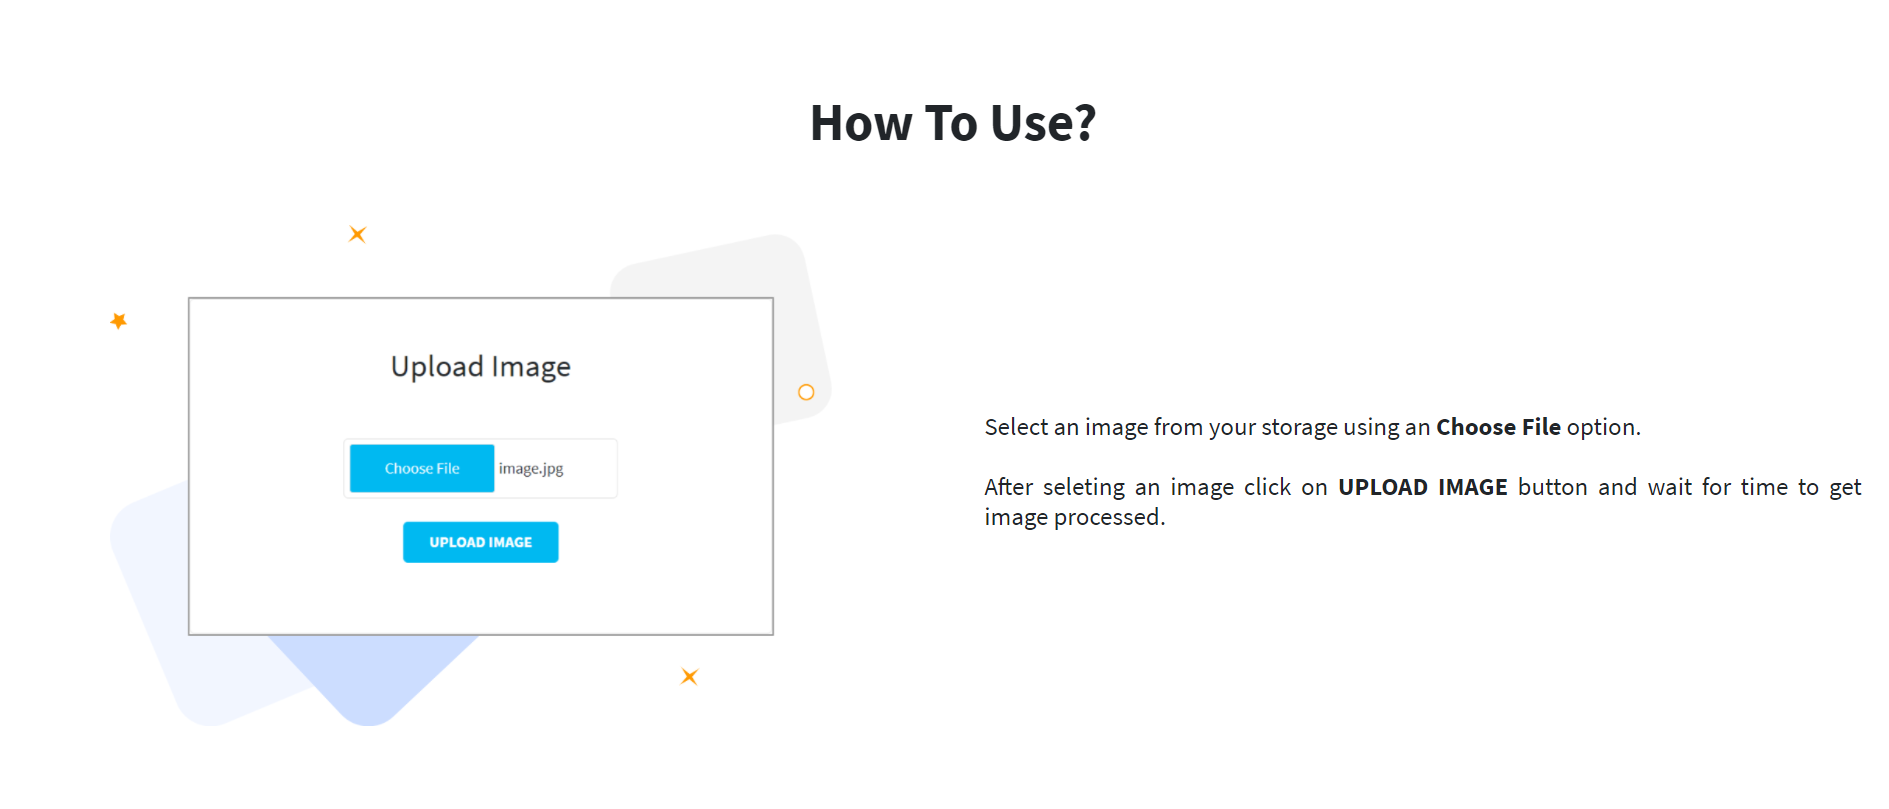 How To Use?
Upload Image
Choose File image.jpg
UPLOAD IMAGE
Select an image from your storage using an Choose File option.
After seleting an image click on UPLOAD IMAGE button and wait for time to get
image processed.